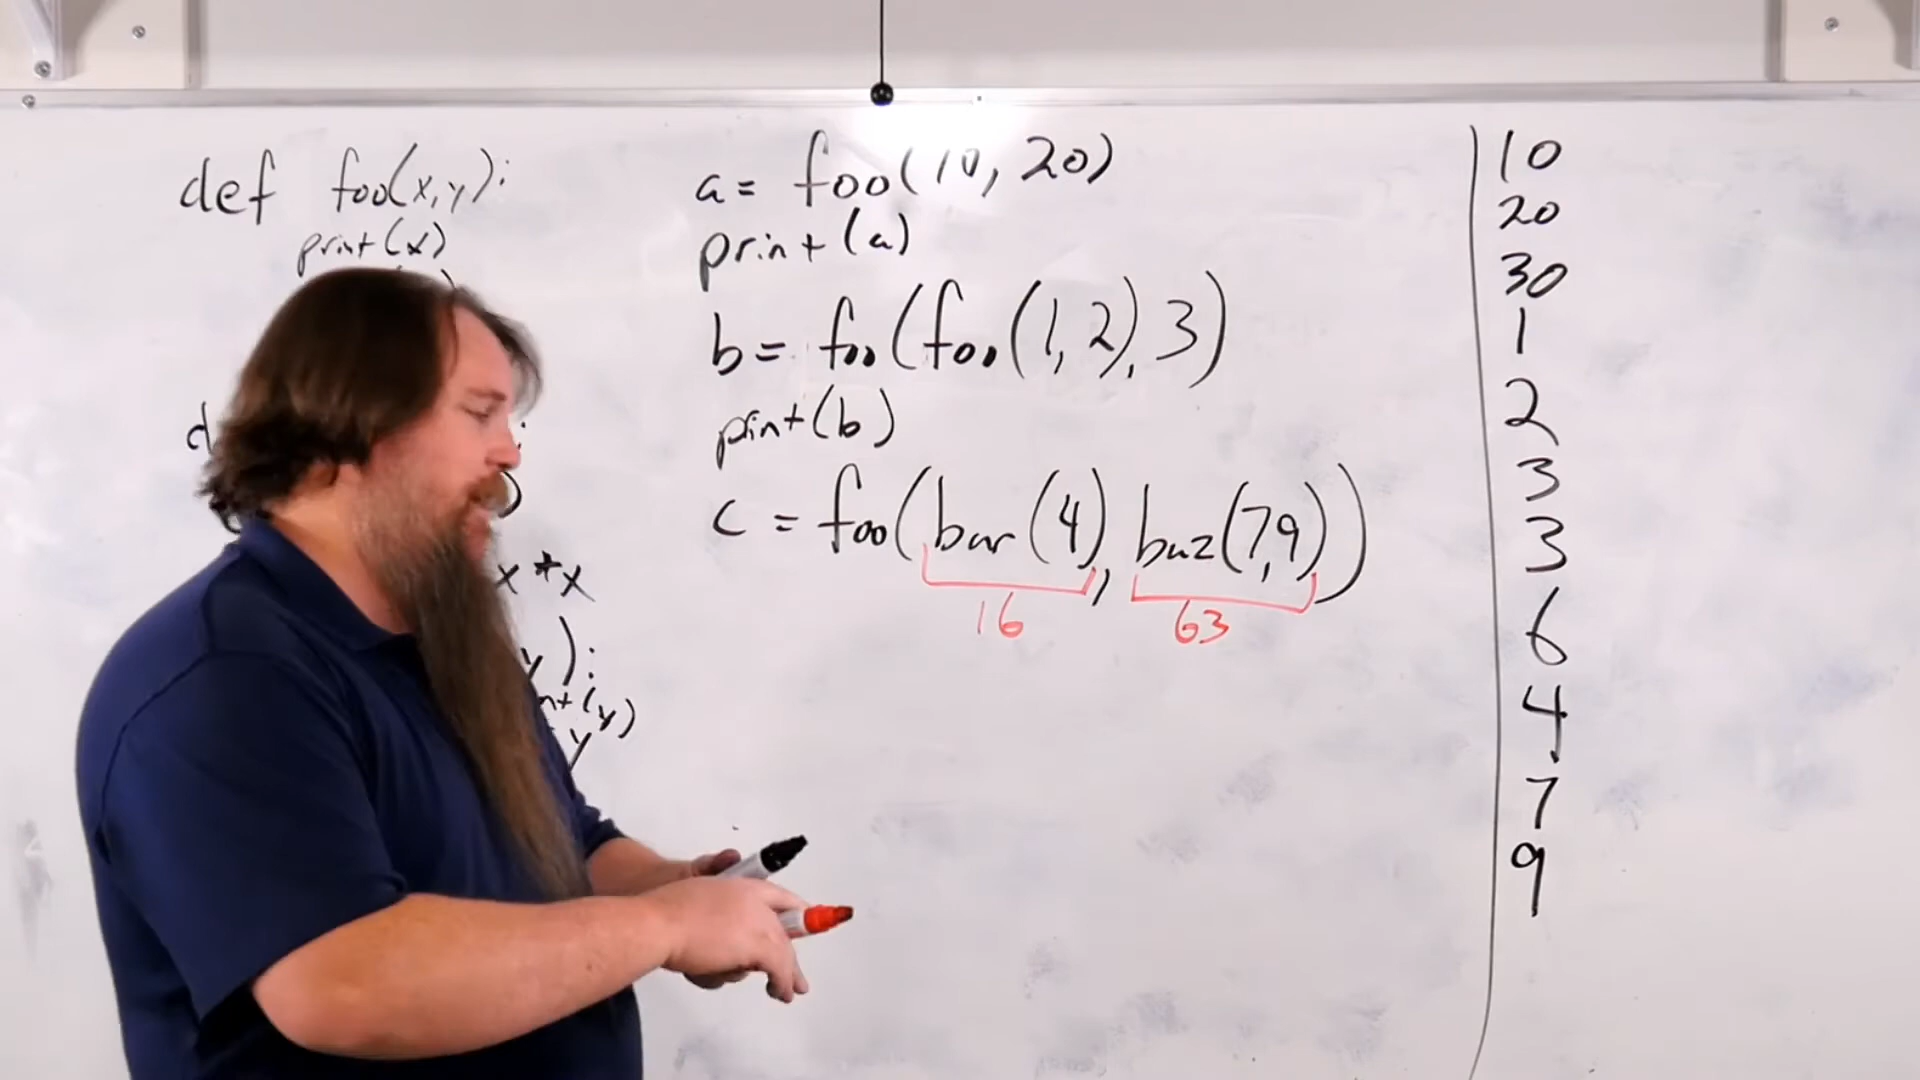 def foo(x,y):
print(x)
x*x
y):
(y)
y
a = foo(10, 20)
print(a)
b = foo(foo(1, 2), 3)
print(b)
c = foo(bar(4), baz(7,9))
16 63
10
20
30
1
2
3
3
6
4
7
9